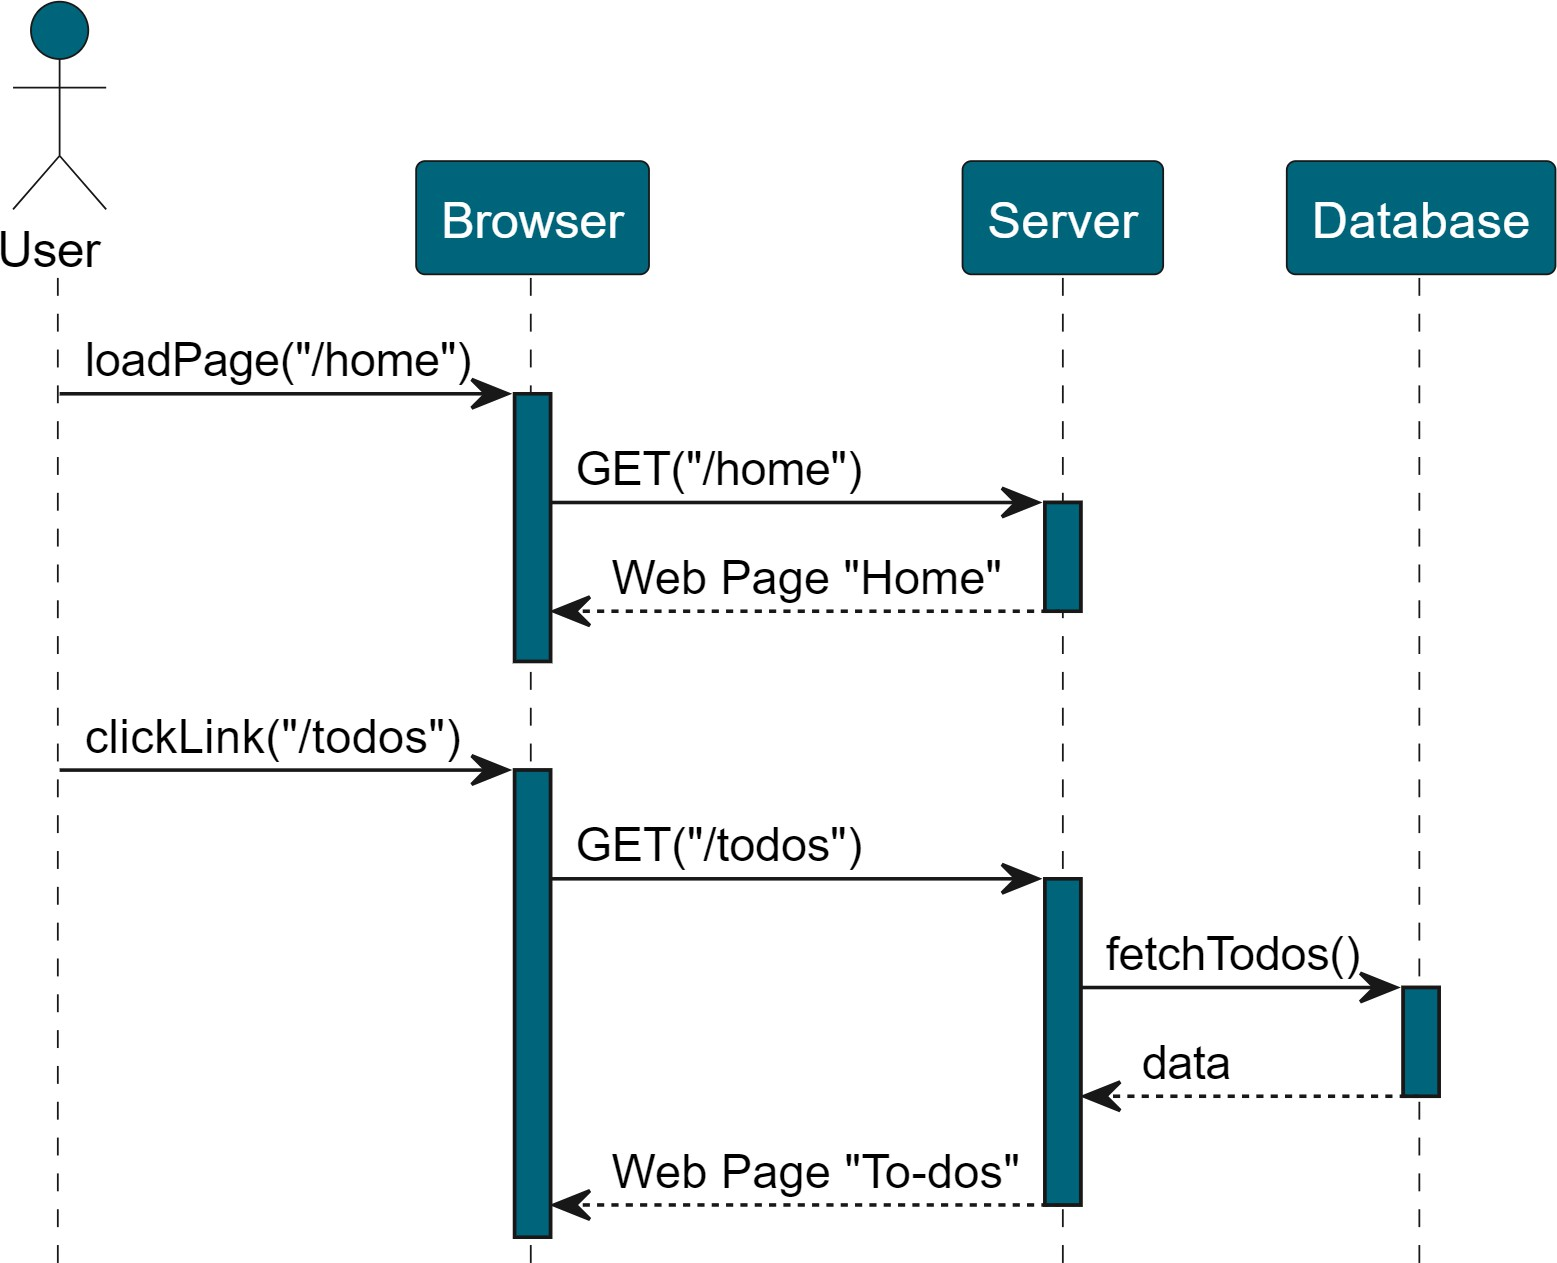 User
Browser
Server
Database
loadPage("/home")
GET("/home")
Web Page "Home"
clickLink("/todos")
GET("/todos")
fetchTodos()
data
Web Page "To-dos"